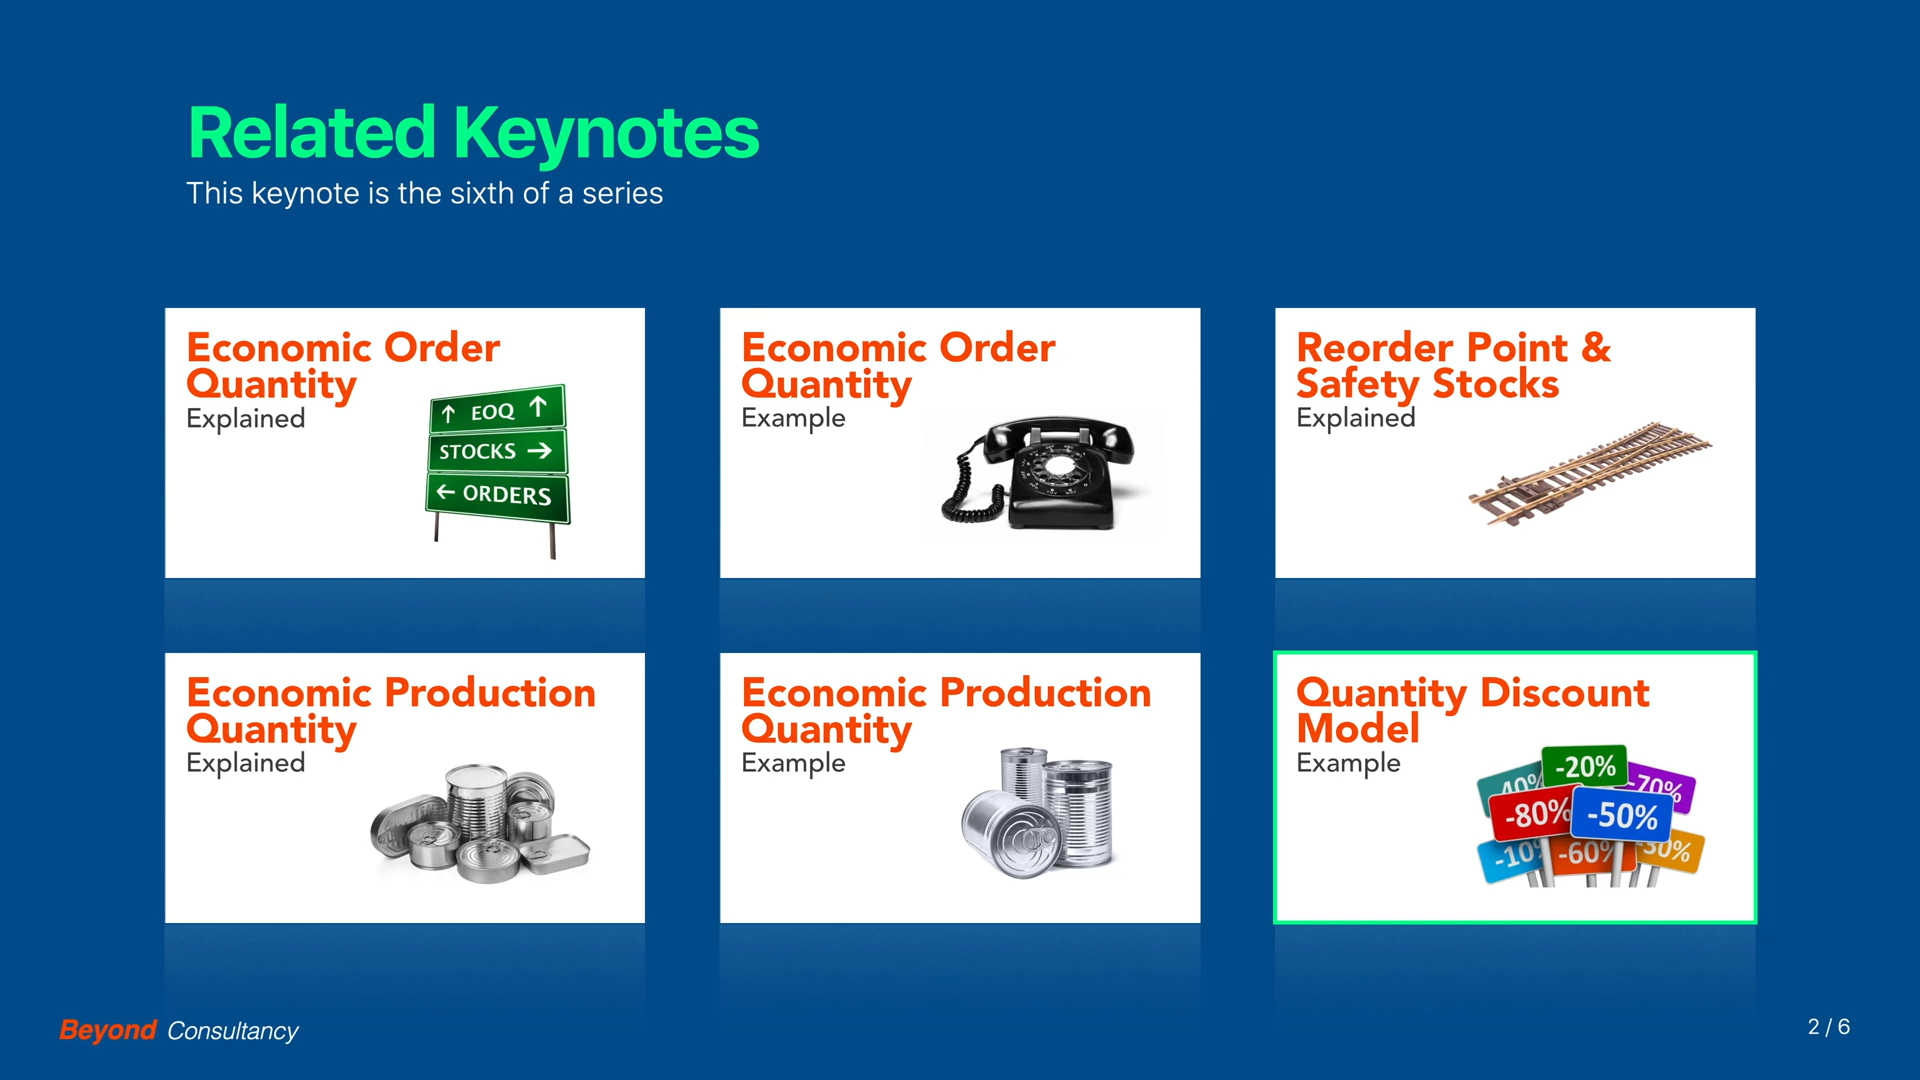 Related Keynotes
This keynote is the sixth of a series
Economic Order
Quantity
Explained
↑ EOQ ↑
STOCKS →
← ORDERS
Economic Order
Quantity
Example
Reorder Point &
Safety Stocks
Explained
Economic Production
Quantity
Explained
Economic Production
Quantity
Example
Quantity Discount
Model
Example
-20%
-70%
-80%
-50%
-60%
Beyond Consultancy
2 / 6